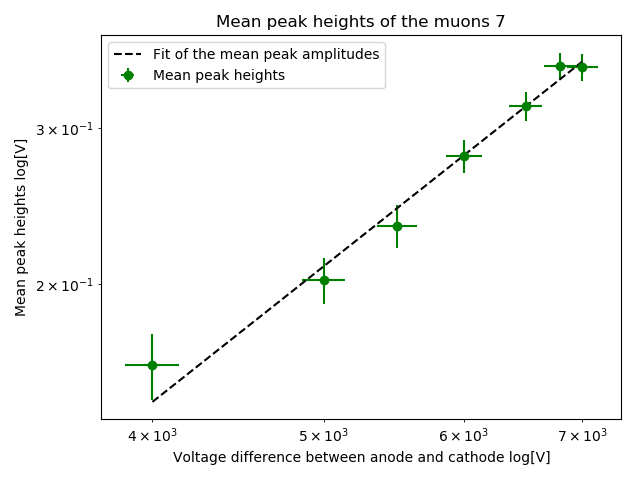 Mean peak heights of the muons 7
Fit of the mean peak amplitudes
Mean peak heights
3 × 10⁻¹
2 × 10⁻¹
Mean peak heights log[V]
4 × 10³ 5 × 10³ 6 × 10³ 7 × 10³
Voltage difference between anode and cathode log[V]